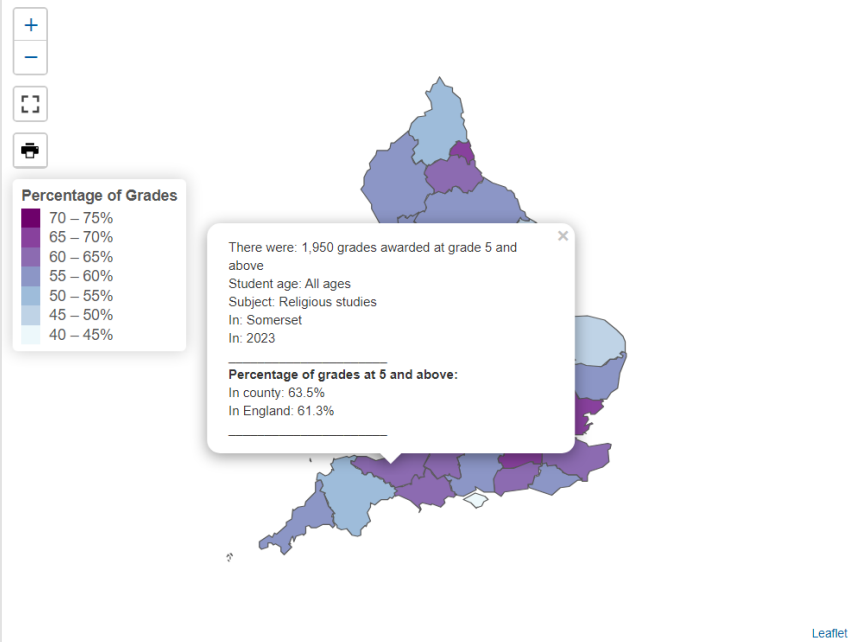 +
−
Percentage of Grades
70 – 75%
65 – 70%
60 – 65%
55 – 60%
50 – 55%
45 – 50%
40 – 45%
×
There were: 1,950 grades awarded at grade 5 and
above
Student age: All ages
Subject: Religious studies
In: Somerset
In: 2023
Percentage of grades at 5 and above:
In county: 63.5%
In England: 61.3%
Leaflet